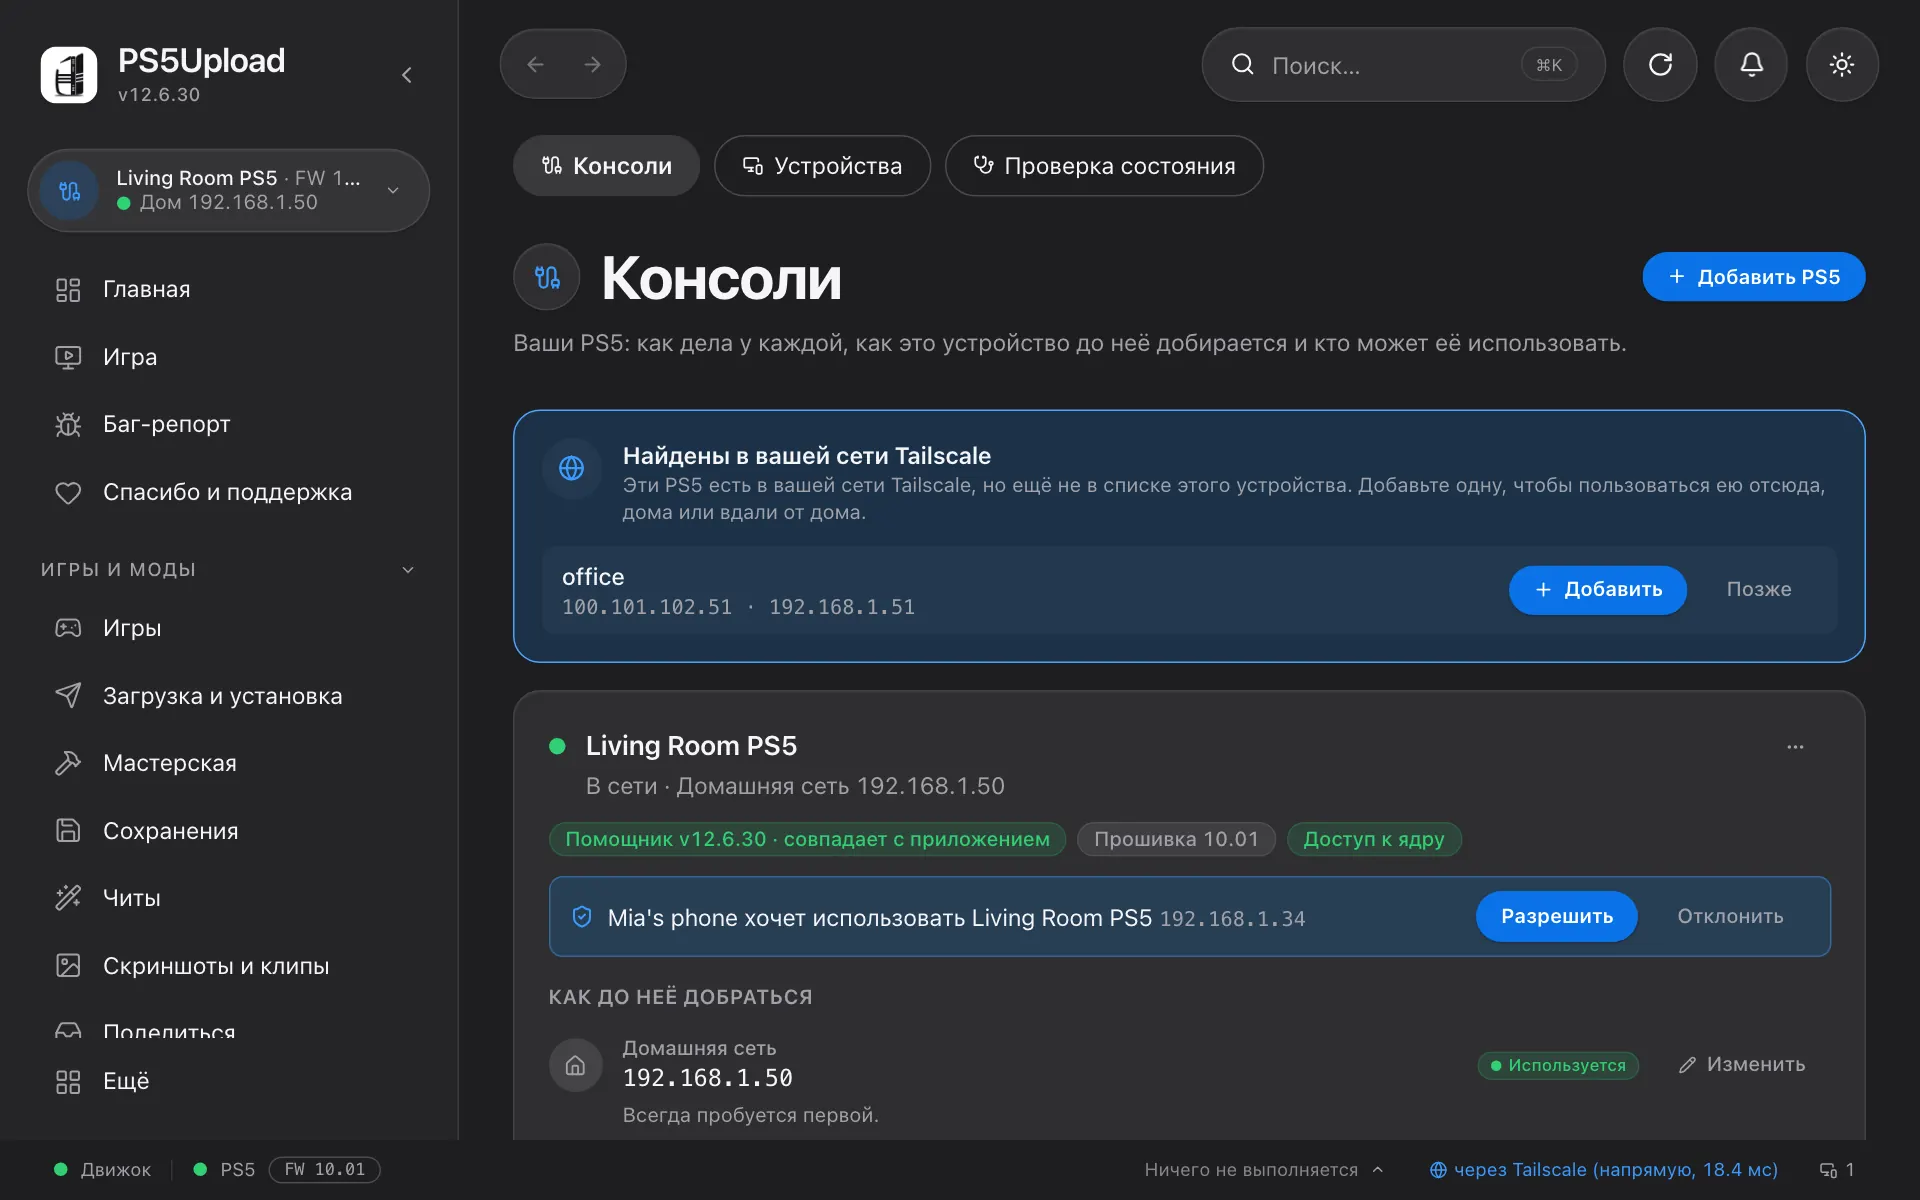 PS5Upload
v12.6.30
Living Room PS5 · FW 1...
Дом 192.168.1.50
Главная
Игра
Баг-репорт
Спасибо и поддержка
ИГРЫ И МОДЫ
Игры
Загрузка и установка
Мастерская
Сохранения
Читы
Скриншоты и клипы
Поделиться
Ещё
Поиск...
⌘K
Консоли
Устройства
Проверка состояния
Консоли
Добавить PS5
Ваши PS5: как дела у каждой, как это устройство до неё добирается и кто может её использовать.
Найдены в вашей сети Tailscale
Эти PS5 есть в вашей сети Tailscale, но ещё не в списке этого устройства. Добавьте одну, чтобы пользоваться ею отсюда,
дома или вдали от дома.
office
100.101.102.51 · 192.168.1.51
Добавить
Позже
Living Room PS5
В сети · Домашняя сеть 192.168.1.50
Помощник v12.6.30 · совпадает с приложением
Прошивка 10.01
Доступ к ядру
Mia's phone хочет использовать Living Room PS5 192.168.1.34
Разрешить
Отклонить
КАК ДО НЕЁ ДОБРАТЬСЯ
Домашняя сеть
192.168.1.50
Всегда пробуется первой.
Используется
Изменить
Движок
PS5
FW 10.01
Ничего не выполняется
через Tailscale (напрямую, 18.4 мс)
1